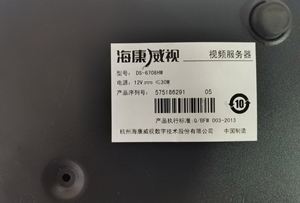 海康威视 视频服务器
型号: DS-6708HW
电源: 12V⎓ ≤30W
产品序列号: 575186291 05
10
产品执行标准:Q/BFW 003-2013
杭州海康威视数字技术股份有限公司 中国制造